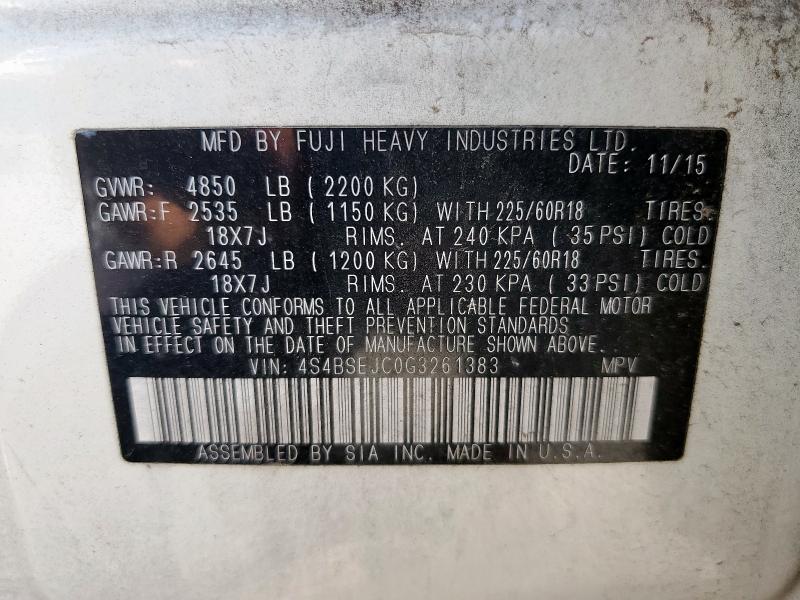 MFD BY FUJI HEAVY INDUSTRIES LTD.
DATE: 11/15
GVWR: 4850 LB ( 2200 KG)
GAWR:F 2535 LB ( 1150 KG) WITH 225/60R18 TIRES.
18X7J RIMS. AT 240 KPA ( 35 PSI) COLD
GAWR:R 2645 LB ( 1200 KG) WITH 225/60R18 TIRES.
18X7J RIMS. AT 230 KPA ( 33 PSI) COLD
THIS VEHICLE CONFORMS TO ALL APPLICABLE FEDERAL MOTOR
VEHICLE SAFETY AND THEFT PREVENTION STANDARDS
IN EFFECT ON THE DATE OF MANUFACTURE SHOWN ABOVE.
VIN: 4S4BSEJC0G3261383 MPV
ASSEMBLED BY SIA INC. MADE IN U.S.A.